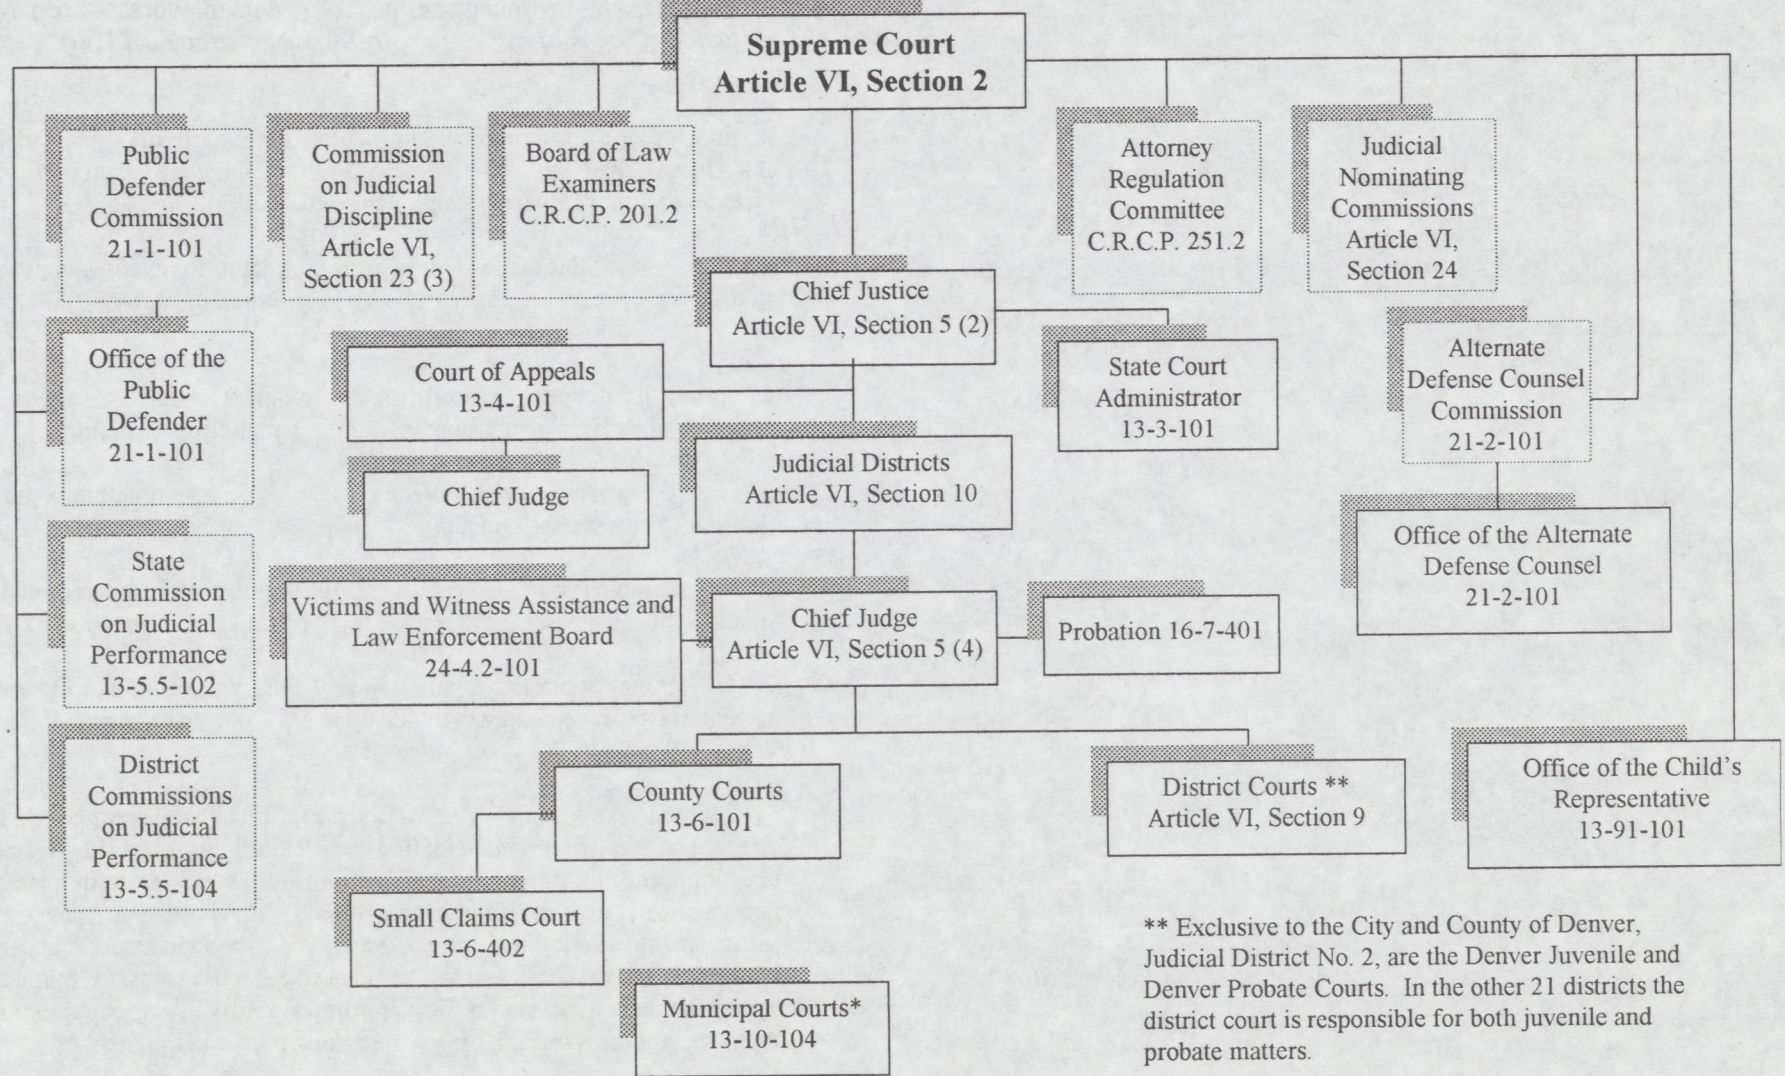 Supreme Court
Article VI, Section 2
Public
Defender
Commission
21-1-101
Commission
on Judicial
Discipline
Article VI,
Section 23 (3)
Board of Law
Examiners
C.R.C.P. 201.2
Attorney
Regulation
Committee
C.R.C.P. 251.2
Judicial
Nominating
Commissions
Article VI,
Section 24
Chief Justice
Article VI, Section 5 (2)
Office of the
Public
Defender
21-1-101
Court of Appeals
13-4-101
State Court
Administrator
13-3-101
Alternate
Defense Counsel
Commission
21-2-101
Chief Judge
Judicial Districts
Article VI, Section 10
Office of the Alternate
Defense Counsel
21-2-101
State
Commission
on Judicial
Performance
13-5.5-102
Victims and Witness Assistance and
Law Enforcement Board
24-4.2-101
Chief Judge
Article VI, Section 5 (4)
Probation 16-7-401
District
Commissions
on Judicial
Performance
13-5.5-104
County Courts
13-6-101
District Courts **
Article VI, Section 9
Office of the Child's
Representative
13-91-101
Small Claims Court
13-6-402
Municipal Courts*
13-10-104
** Exclusive to the City and County of Denver,
Judicial District No. 2, are the Denver Juvenile and
Denver Probate Courts.  In the other 21 districts the
district court is responsible for both juvenile and
probate matters.